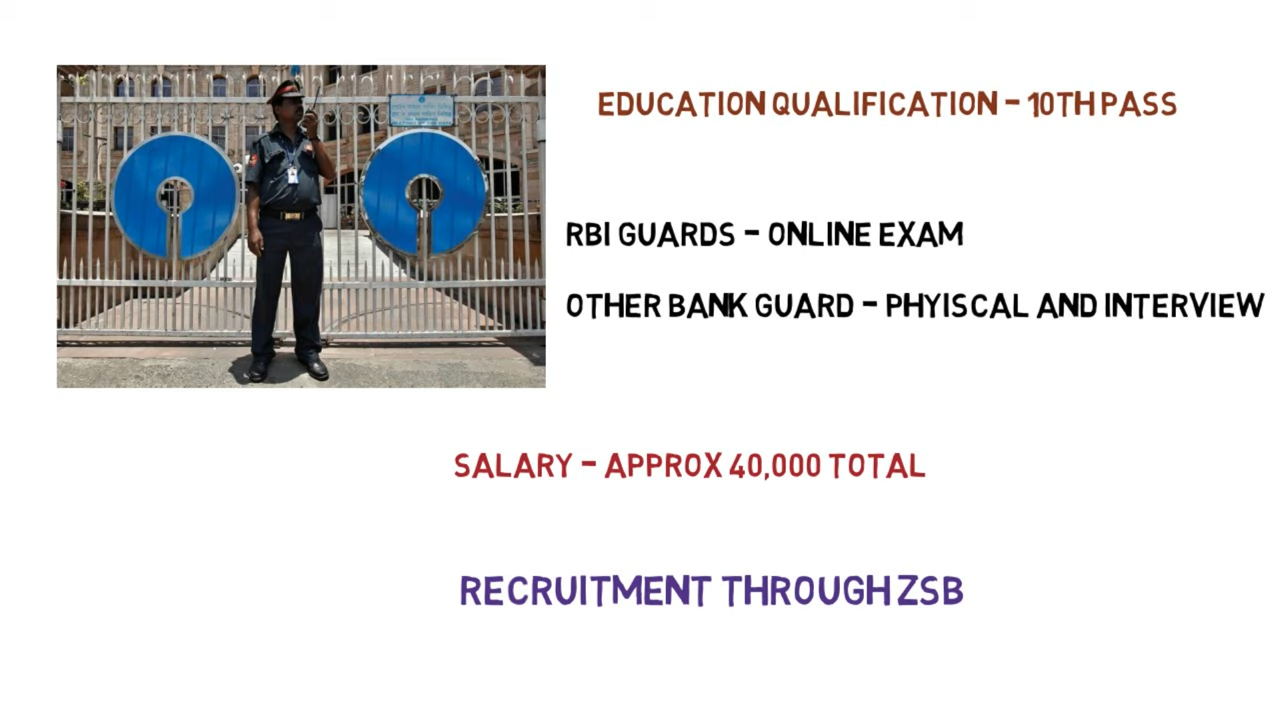 EDUCATION QUALIFICATION - 10TH PASS
RBI GUARDS - ONLINE EXAM
OTHER BANK GUARD - PHYISCAL AND INTERVIEW
SALARY - APPROX 40,000 TOTAL
RECRUITMENT THROUGH ZSB